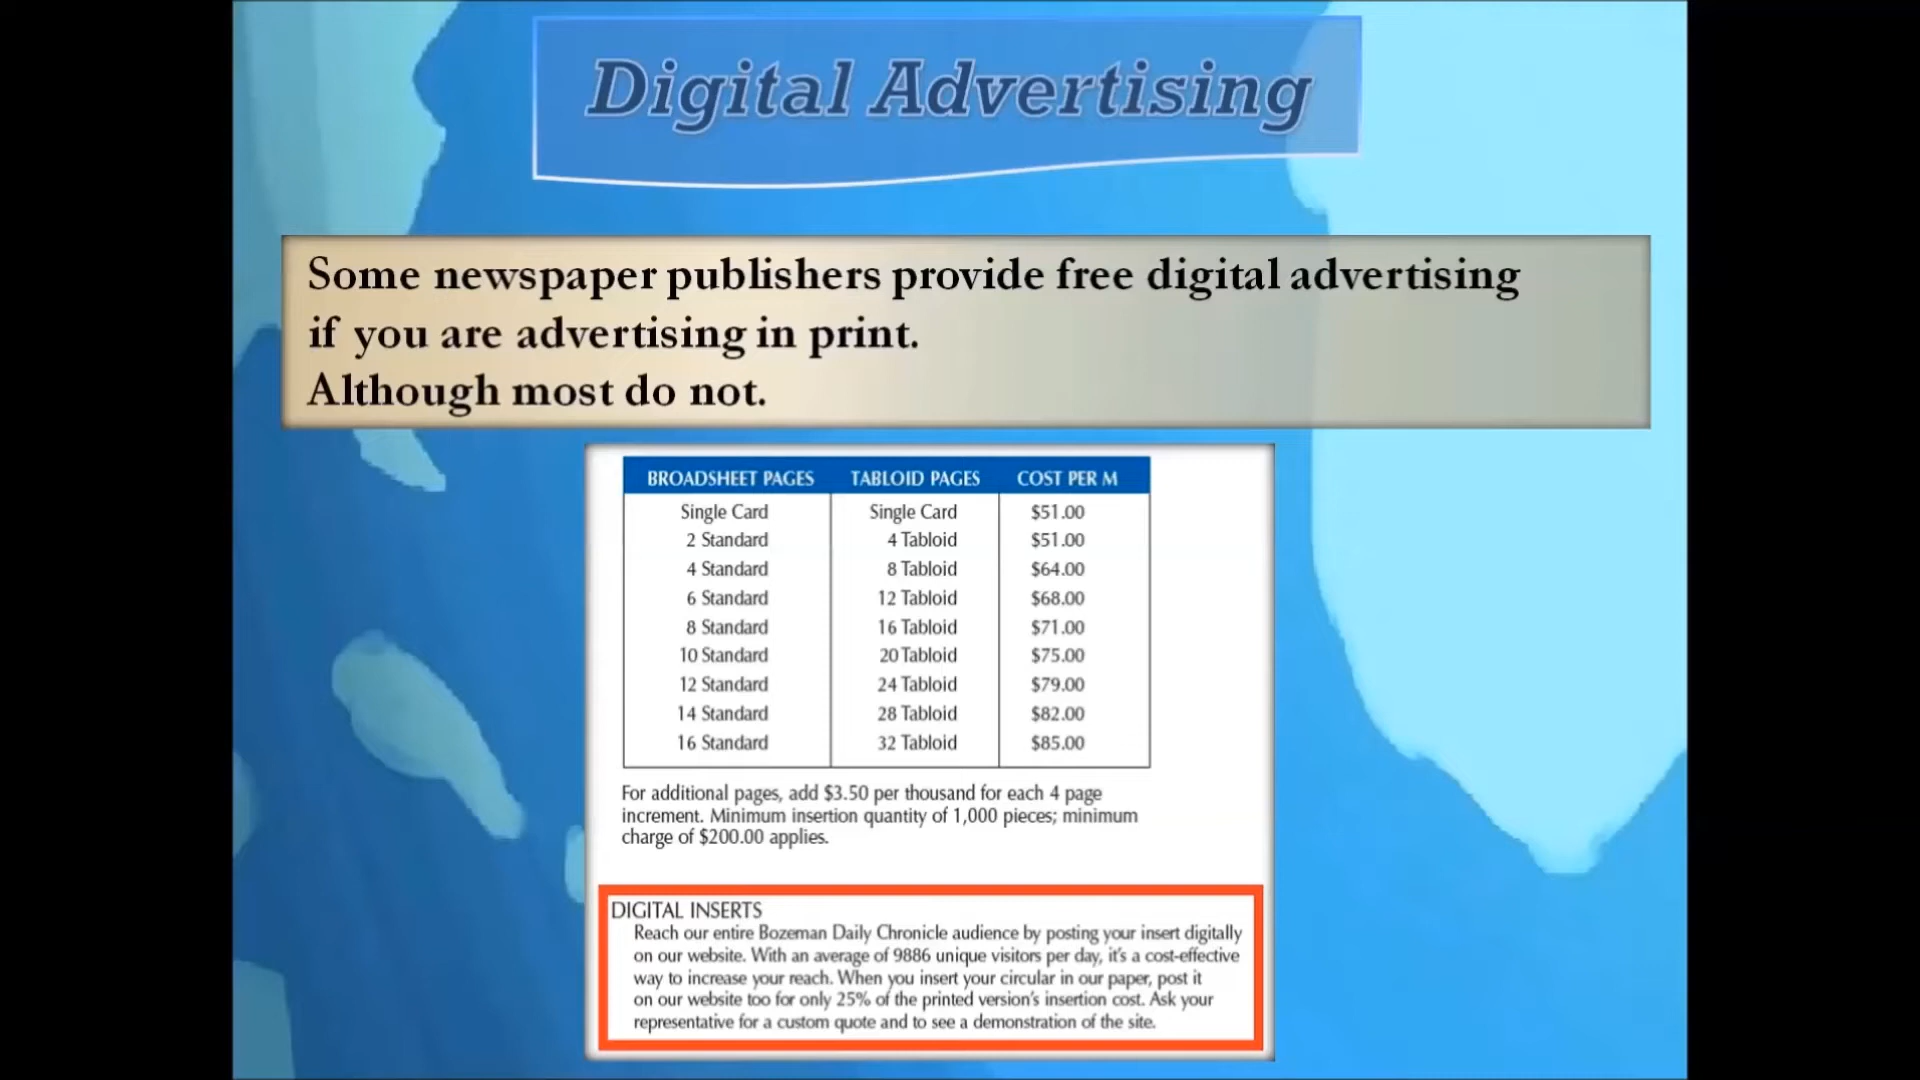 Digital Advertising
Some newspaper publishers provide free digital advertising
if you are advertising in print.
Although most do not.
BROADSHEET PAGES TABLOID PAGES COST PER M
Single Card Single Card $51.00
2 Standard 4 Tabloid $51.00
4 Standard 8 Tabloid $64.00
6 Standard 12 Tabloid $68.00
8 Standard 16 Tabloid $71.00
10 Standard 20 Tabloid $75.00
12 Standard 24 Tabloid $79.00
14 Standard 28 Tabloid $82.00
16 Standard 32 Tabloid $85.00
For additional pages, add $3.50 per thousand for each 4 page
increment. Minimum insertion quantity of 1,000 pieces; minimum
charge of $200.00 applies.
DIGITAL INSERTS
Reach our entire Bozeman Daily Chronicle audience by posting your insert digitally
on our website. With an average of 9886 unique visitors per day, it's a cost-effective
way to increase your reach. When you insert your circular in our paper, post it
on our website too for only 25% of the printed version's insertion cost. Ask your
representative for a custom quote and to see a demonstration of the site.